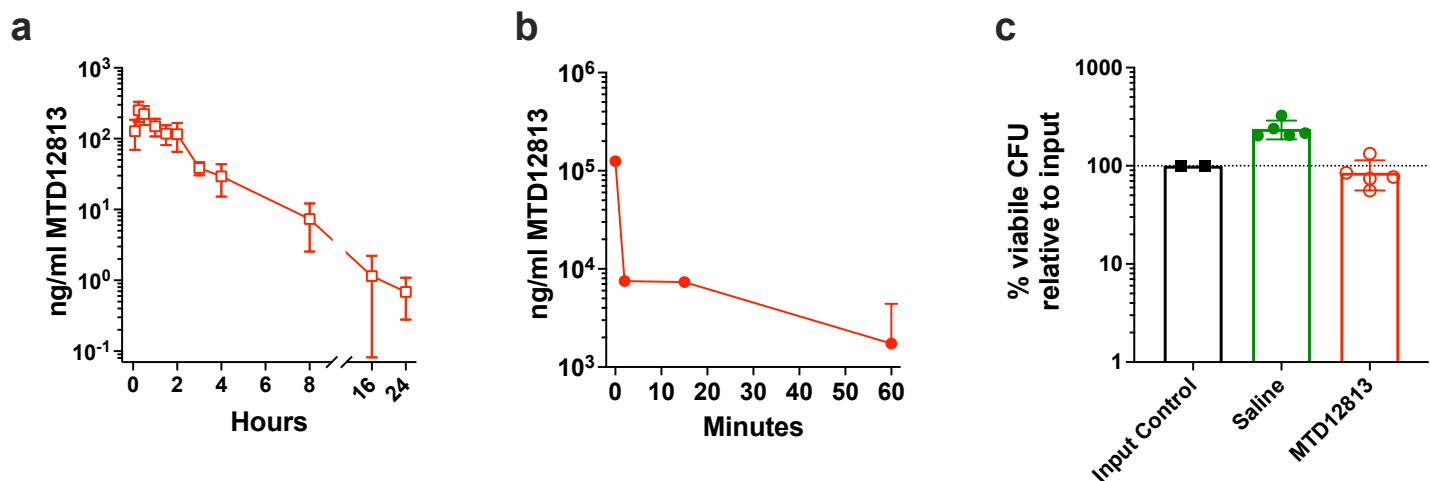 a
ng/ml MTD12813
10³
10²
10¹
10⁰
10⁻¹
0 2 4 6 8 16 24
Hours
b
ng/ml MTD12813
10⁶
10⁵
10⁴
10³
0 10 20 30 40 50 60
Minutes
c
% viabile CFU
relative to input
1000
100
10
1
Input Control
Saline
MTD12813